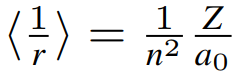 ⟨1/r⟩ = 1/n² Z/a₀